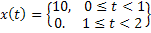 x(t) = {10, 0 ≤ t < 1
0. 1 ≤ t < 2}